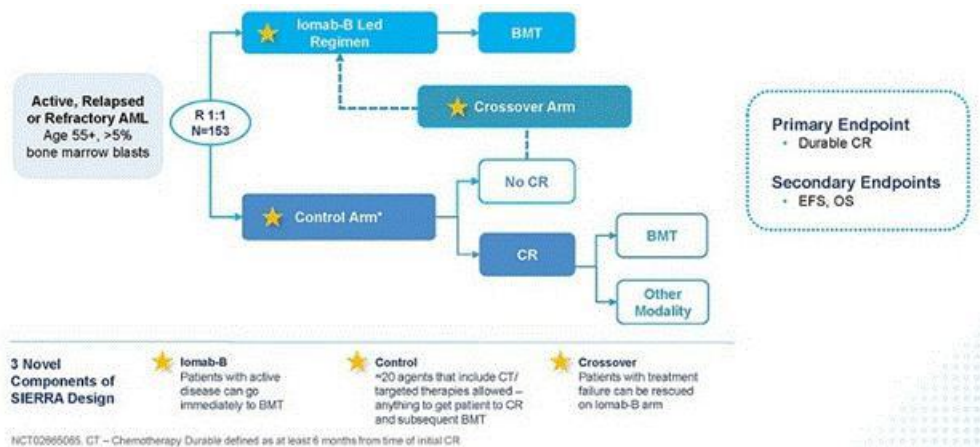 Iomab-B Led
Regimen
BMT
Active, Relapsed
or Refractory AML
Age 55+, >5%
bone marrow blasts
R 1:1
N=153
Crossover Arm
No CR
Control Arm*
CR
BMT
Other
Modality
Primary Endpoint
• Durable CR
Secondary Endpoints
• EFS, OS
3 Novel
Components of
SIERRA Design
Iomab-B
Patients with active
disease can go
immediately to BMT
Control
*20 agents that include CT/
targeted therapies allowed –
anything to get patient to CR
and subsequent BMT
Crossover
Patients with treatment
failure can be rescued
on Iomab-B arm
NCT02665065. CT – Chemotherapy Durable defined as at least 6 months from time of initial CR